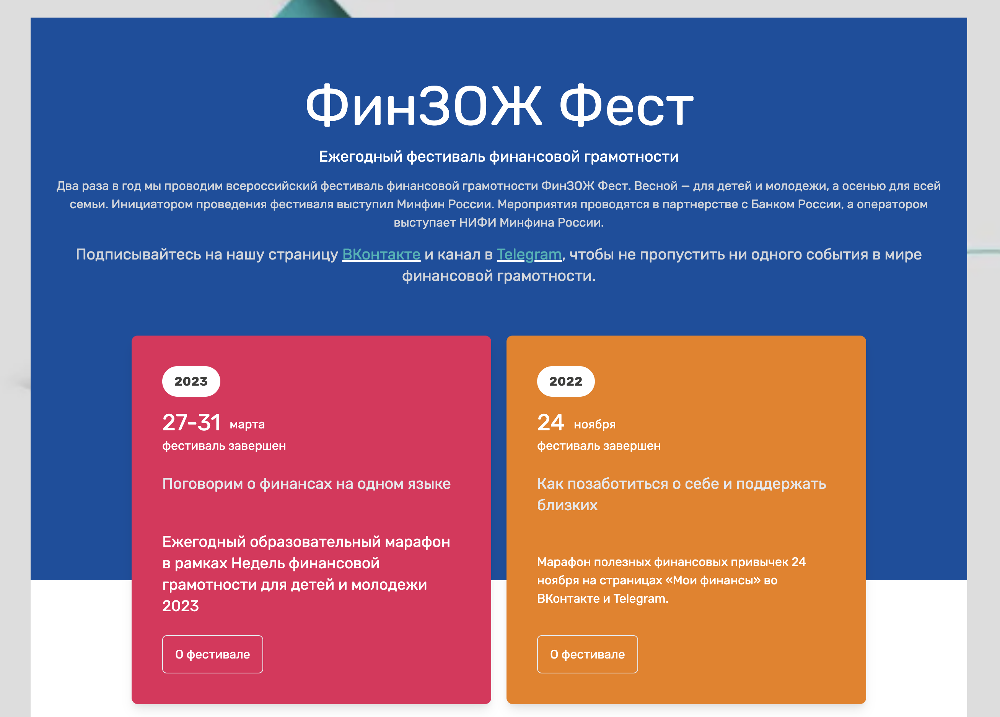 ФинЗОЖ Фест
Ежегодный фестиваль финансовой грамотности
Два раза в год мы проводим всероссийский фестиваль финансовой грамотности ФинЗОЖ Фест. Весной — для детей и молодежи, а осенью для всей
семьи. Инициатором проведения фестиваля выступил Минфин России. Мероприятия проводятся в партнерстве с Банком России, а оператором
выступает НИФИ Минфина России.
Подписывайтесь на нашу страницу ВКонтакте и канал в Telegram, чтобы не пропустить ни одного события в мире
финансовой грамотности.
2023
27-31 марта
фестиваль завершен
Поговорим о финансах на одном языке
Ежегодный образовательный марафон
в рамках Недель финансовой
грамотности для детей и молодежи
2023
О фестивале
2022
24 ноября
фестиваль завершен
Как позаботиться о себе и поддержать
близких
Марафон полезных финансовых привычек 24
ноября на страницах «Мои финансы» во
ВКонтакте и Telegram.
О фестивале